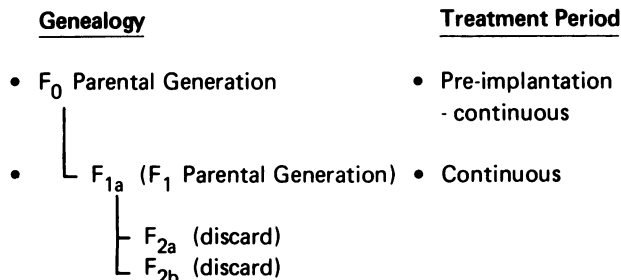 Genealogy Treatment Period
• F₀ Parental Generation • Pre-implantation
- continuous
• F₁ₐ (F₁ Parental Generation) • Continuous
F₂ₐ (discard)
F₂b (discard)